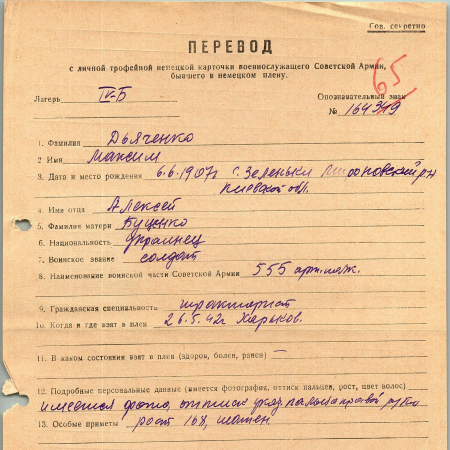 Сов. секретно
ПЕРЕВОД
с личной трофейной немецкой карточки военнослужащего Советской Армии,
бывшего в немецком плену.
65
Лагерь IV-Б Опознавательный знак
№ 164349
1. Фамилия Дьяченко
2 Имя Максим
3. Дата и место рождения 6.6.1907г с. Зеленьки р-н
Киевской обл.
4. Имя отца Алексей
5. Фамилия матери Буценко
6. Национальность Украинец
7. Воинское звание солдат
8. Наименование воинской части Советской Армии 555 арт.
9. Гражданская специальность тракторист
10. Когда и где взят в плен 26.5.42г Харьков.
11. В каком состоянии взят в плен (здоров, болен, ранен) —
12. Подробные персональные данные (имеется фотография, оттиск пальцев, рост, цвет волос)
имеется фото, оттиск указ. пальца правой руки
13. Особые приметы рост 168, шатен.